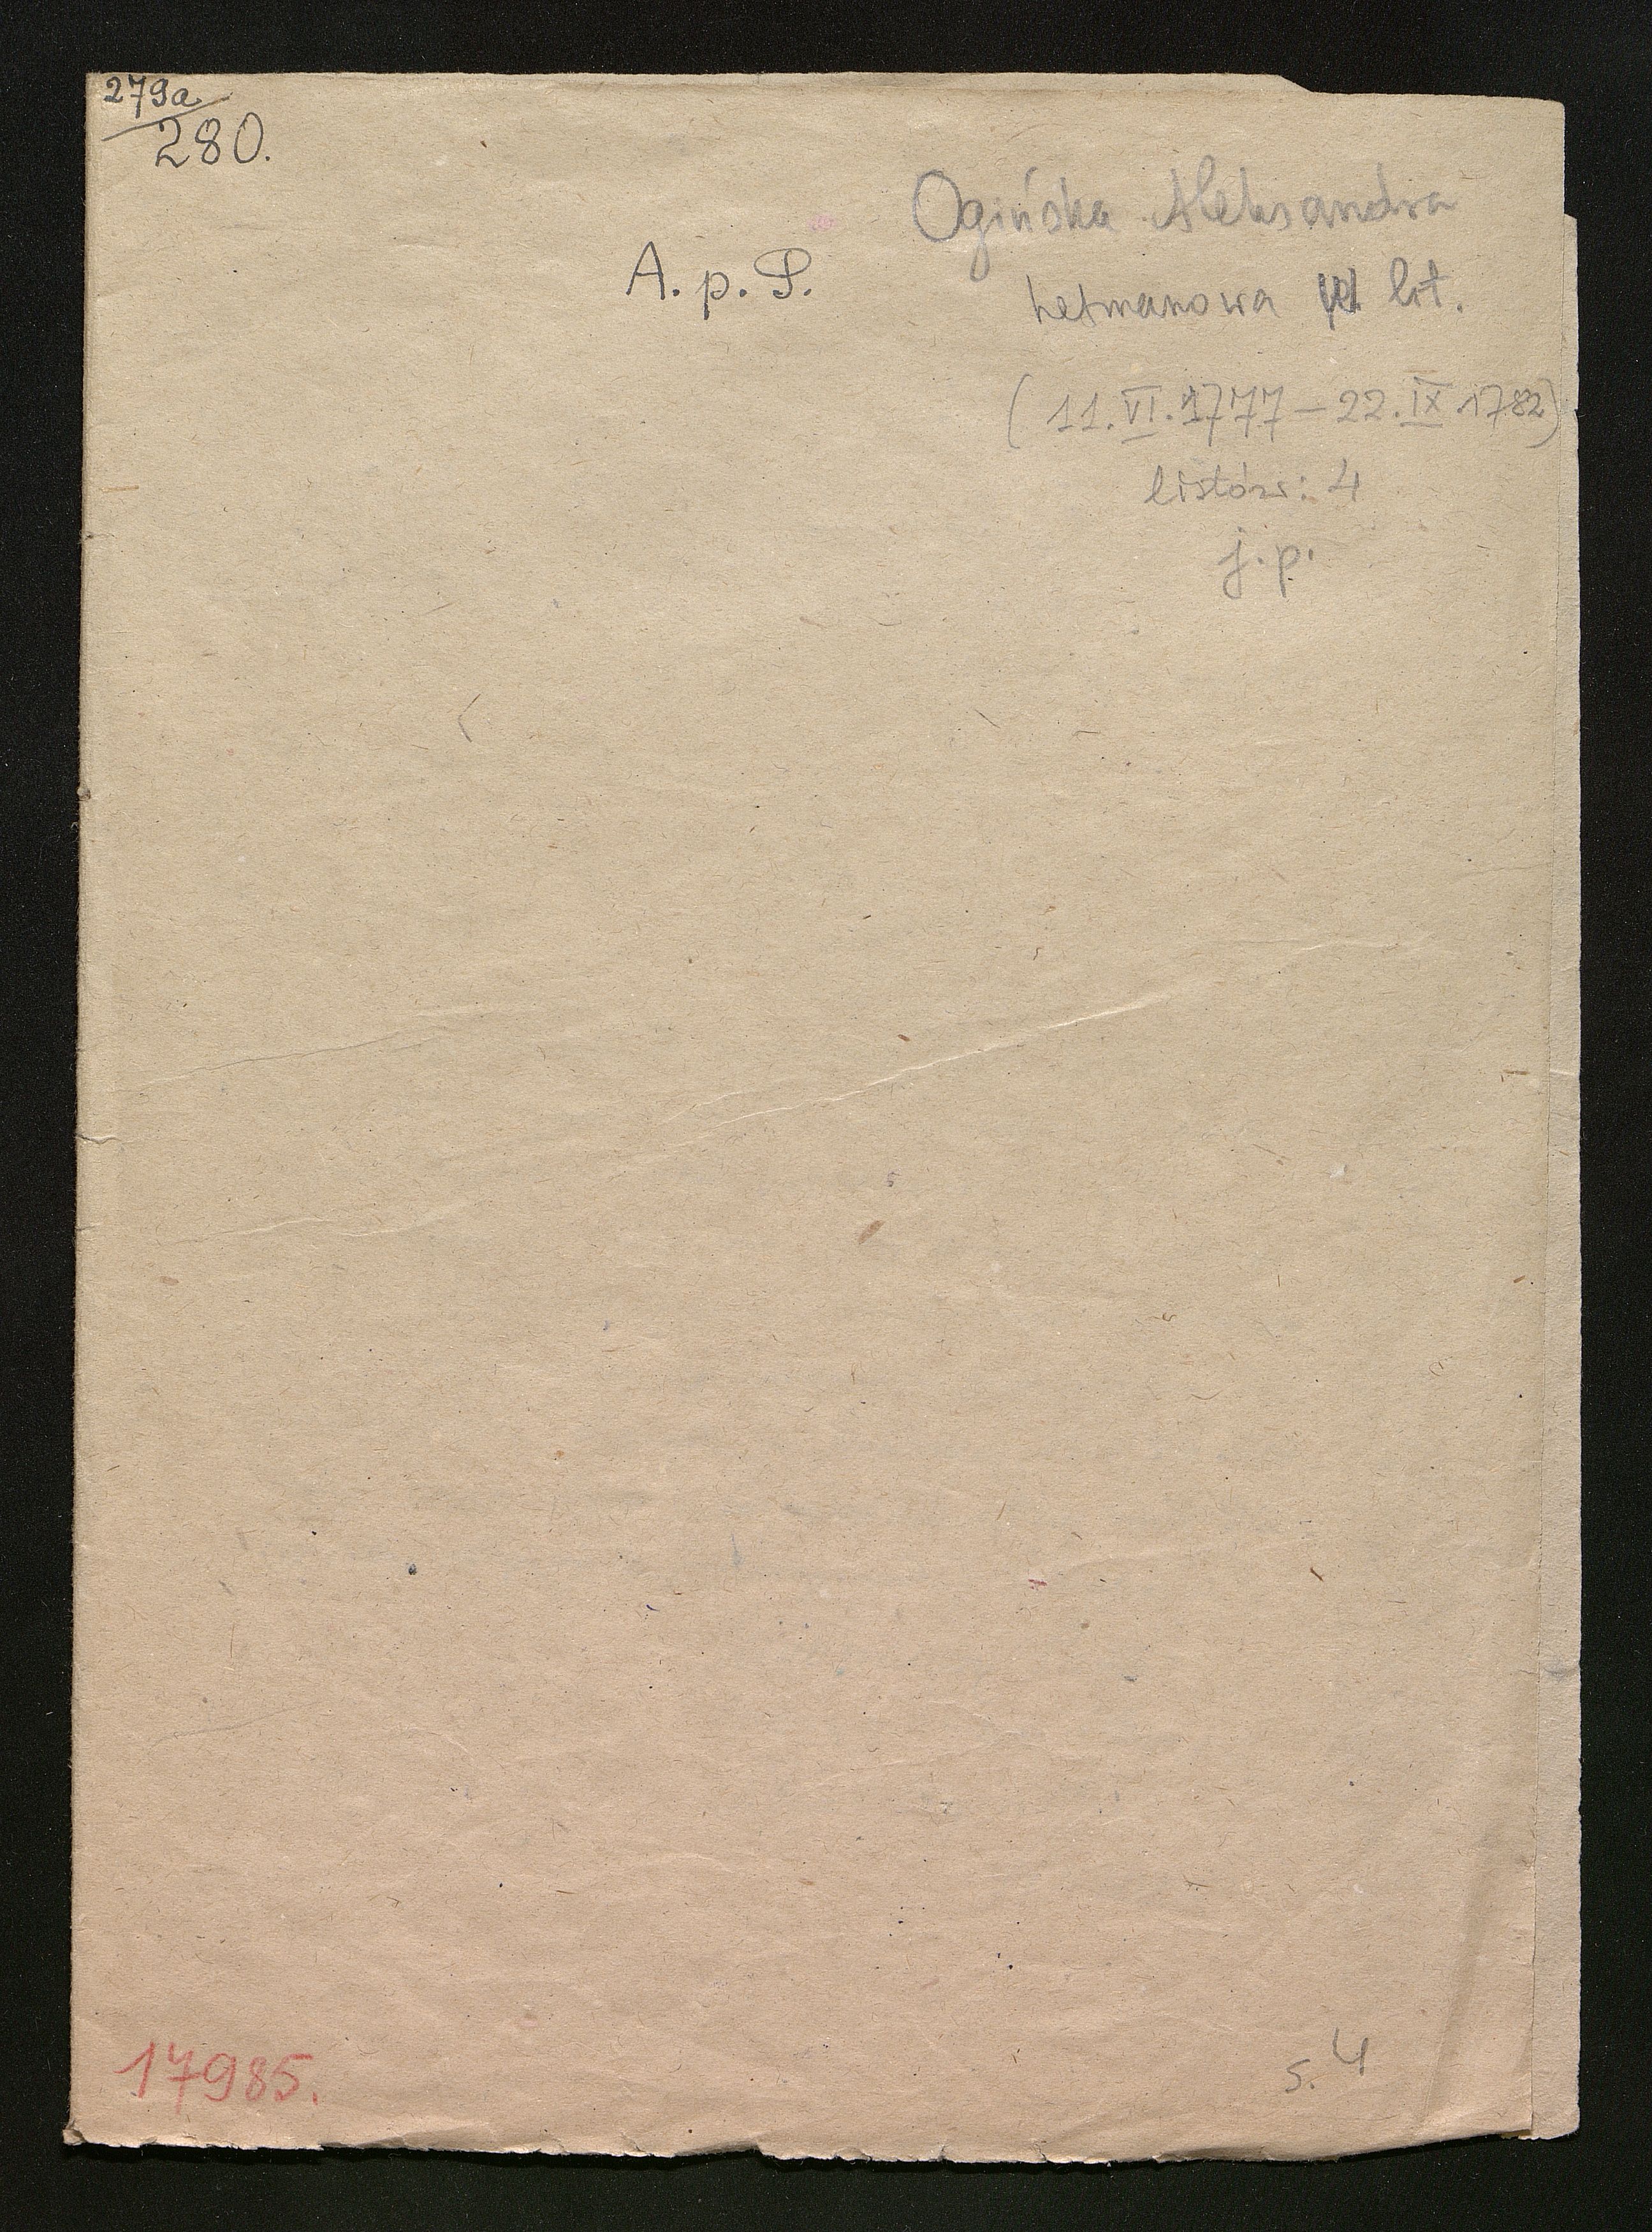 279a
280.
Ogińska Aleksandra
A. p. P.
hetmanowa lit.
(11.VI.1777 – 22.IX.1782)
listów: 4
j.p.
17985.
s. 4